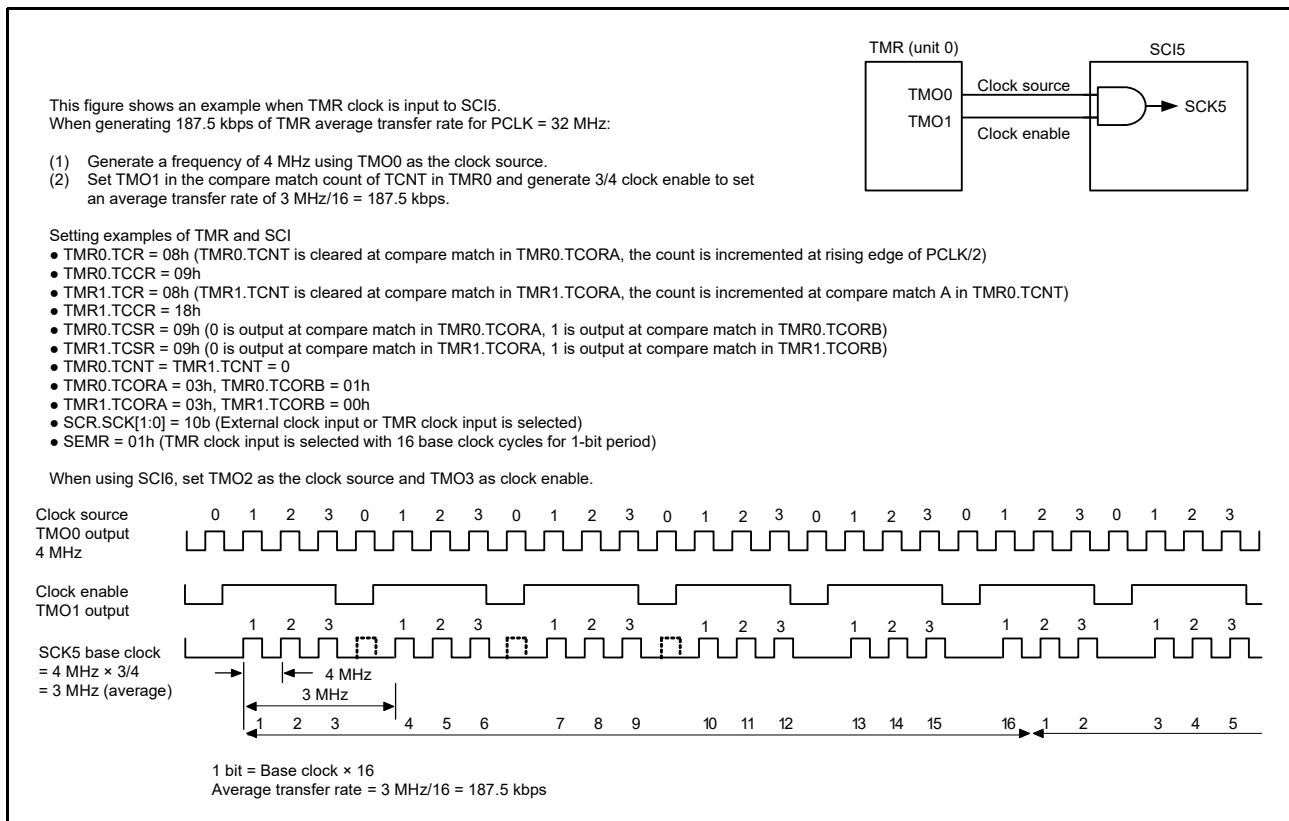 TMR (unit 0)
SCI5
TMO0
Clock source
SCK5
TMO1
Clock enable
This figure shows an example when TMR clock is input to SCI5.
When generating 187.5 kbps of TMR average transfer rate for PCLK = 32 MHz:
(1) Generate a frequency of 4 MHz using TMO0 as the clock source.
(2) Set TMO1 in the compare match count of TCNT in TMR0 and generate 3/4 clock enable to set
an average transfer rate of 3 MHz/16 = 187.5 kbps.
Setting examples of TMR and SCI
● TMR0.TCR = 08h (TMR0.TCNT is cleared at compare match in TMR0.TCORA, the count is incremented at rising edge of PCLK/2)
● TMR0.TCCR = 09h
● TMR1.TCR = 08h (TMR1.TCNT is cleared at compare match in TMR1.TCORA, the count is incremented at compare match A in TMR0.TCNT)
● TMR1.TCCR = 18h
● TMR0.TCSR = 09h (0 is output at compare match in TMR0.TCORA, 1 is output at compare match in TMR0.TCORB)
● TMR1.TCSR = 09h (0 is output at compare match in TMR1.TCORA, 1 is output at compare match in TMR1.TCORB)
● TMR0.TCNT = TMR1.TCNT = 0
● TMR0.TCORA = 03h, TMR0.TCORB = 01h
● TMR1.TCORA = 03h, TMR1.TCORB = 00h
● SCR.SCK[1:0] = 10b (External clock input or TMR clock input is selected)
● SEMR = 01h (TMR clock input is selected with 16 base clock cycles for 1-bit period)
When using SCI6, set TMO2 as the clock source and TMO3 as clock enable.
Clock source
TMO0 output
4 MHz
0 1 2 3 0 1 2 3 0 1 2 3 0 1 2 3 0 1 2 3 0 1 2 3 0 1 2 3
Clock enable
TMO1 output
1 2 3 1 2 3 1 2 3 1 2 3 1 2 3 1 2 3 1 2 3
SCK5 base clock
= 4 MHz × 3/4
= 3 MHz (average)
4 MHz
3 MHz
1 2 3 4 5 6 7 8 9 10 11 12 13 14 15 16 1 2 3 4 5
1 bit = Base clock × 16
Average transfer rate = 3 MHz/16 = 187.5 kbps